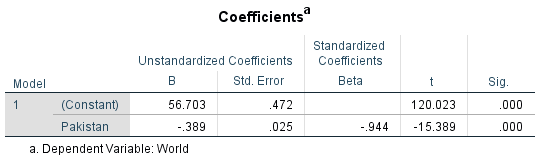 Coefficientsa
Unstandardized Coefficients Standardized Coefficients
Model B Std. Error Beta t Sig.
1 (Constant) 56.703 .472 120.023 .000
Pakistan -.389 .025 -.944 -15.389 .000
a. Dependent Variable: World